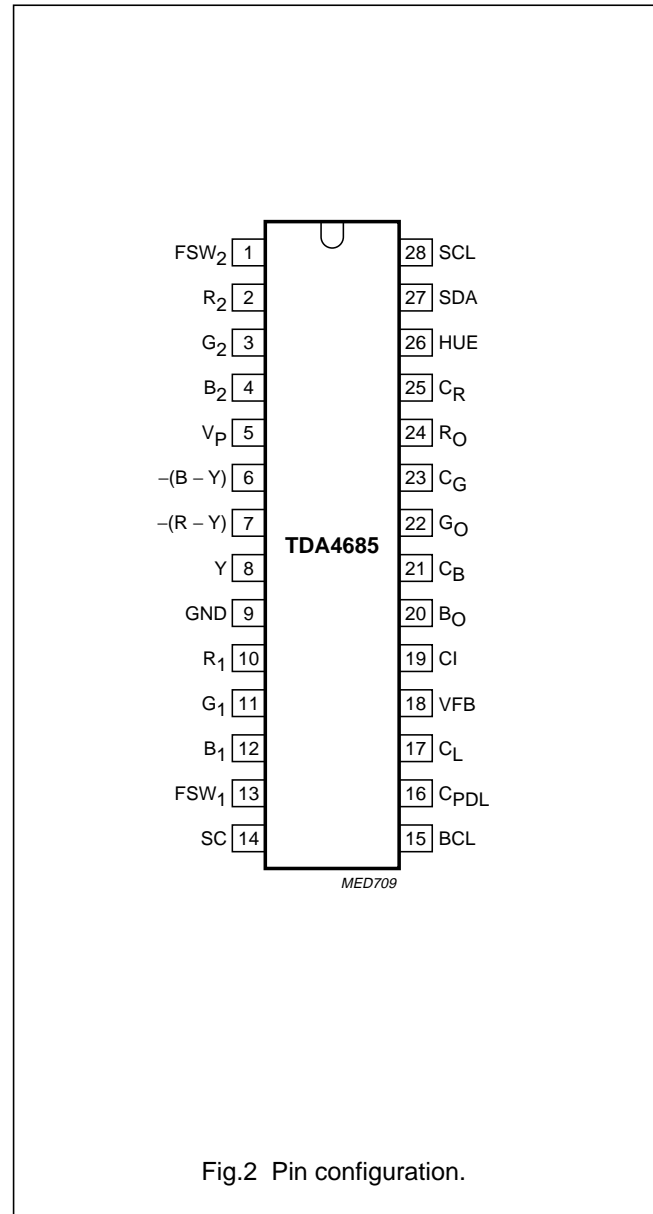 FSW2 1 28 SCL
R2 2 27 SDA
G2 3 26 HUE
B2 4 25 CR
VP 5 24 RO
−(B − Y) 6 23 CG
−(R − Y) 7 22 GO
TDA4685
Y 8 21 CB
GND 9 20 BO
R1 10 19 CI
G1 11 18 VFB
B1 12 17 CL
FSW1 13 16 CPDL
SC 14 15 BCL
MED709
Fig.2 Pin configuration.